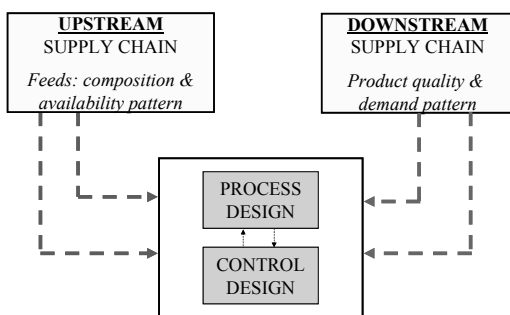 UPSTREAM
SUPPLY CHAIN
Feeds: composition &
availability pattern
DOWNSTREAM
SUPPLY CHAIN
Product quality &
demand pattern
PROCESS
DESIGN
CONTROL
DESIGN